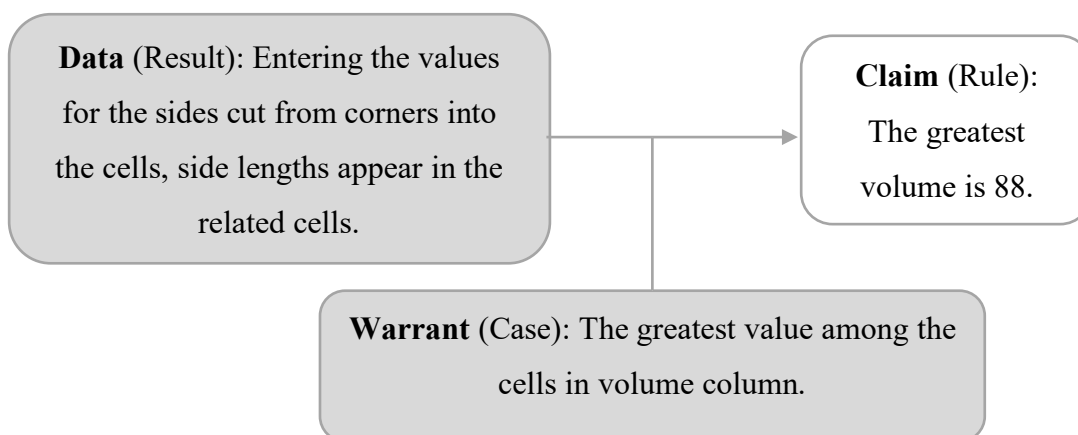 Data (Result): Entering the values
for the sides cut from corners into
the cells, side lengths appear in the
related cells.
Claim (Rule):
The greatest
volume is 88.
Warrant (Case): The greatest value among the
cells in volume column.